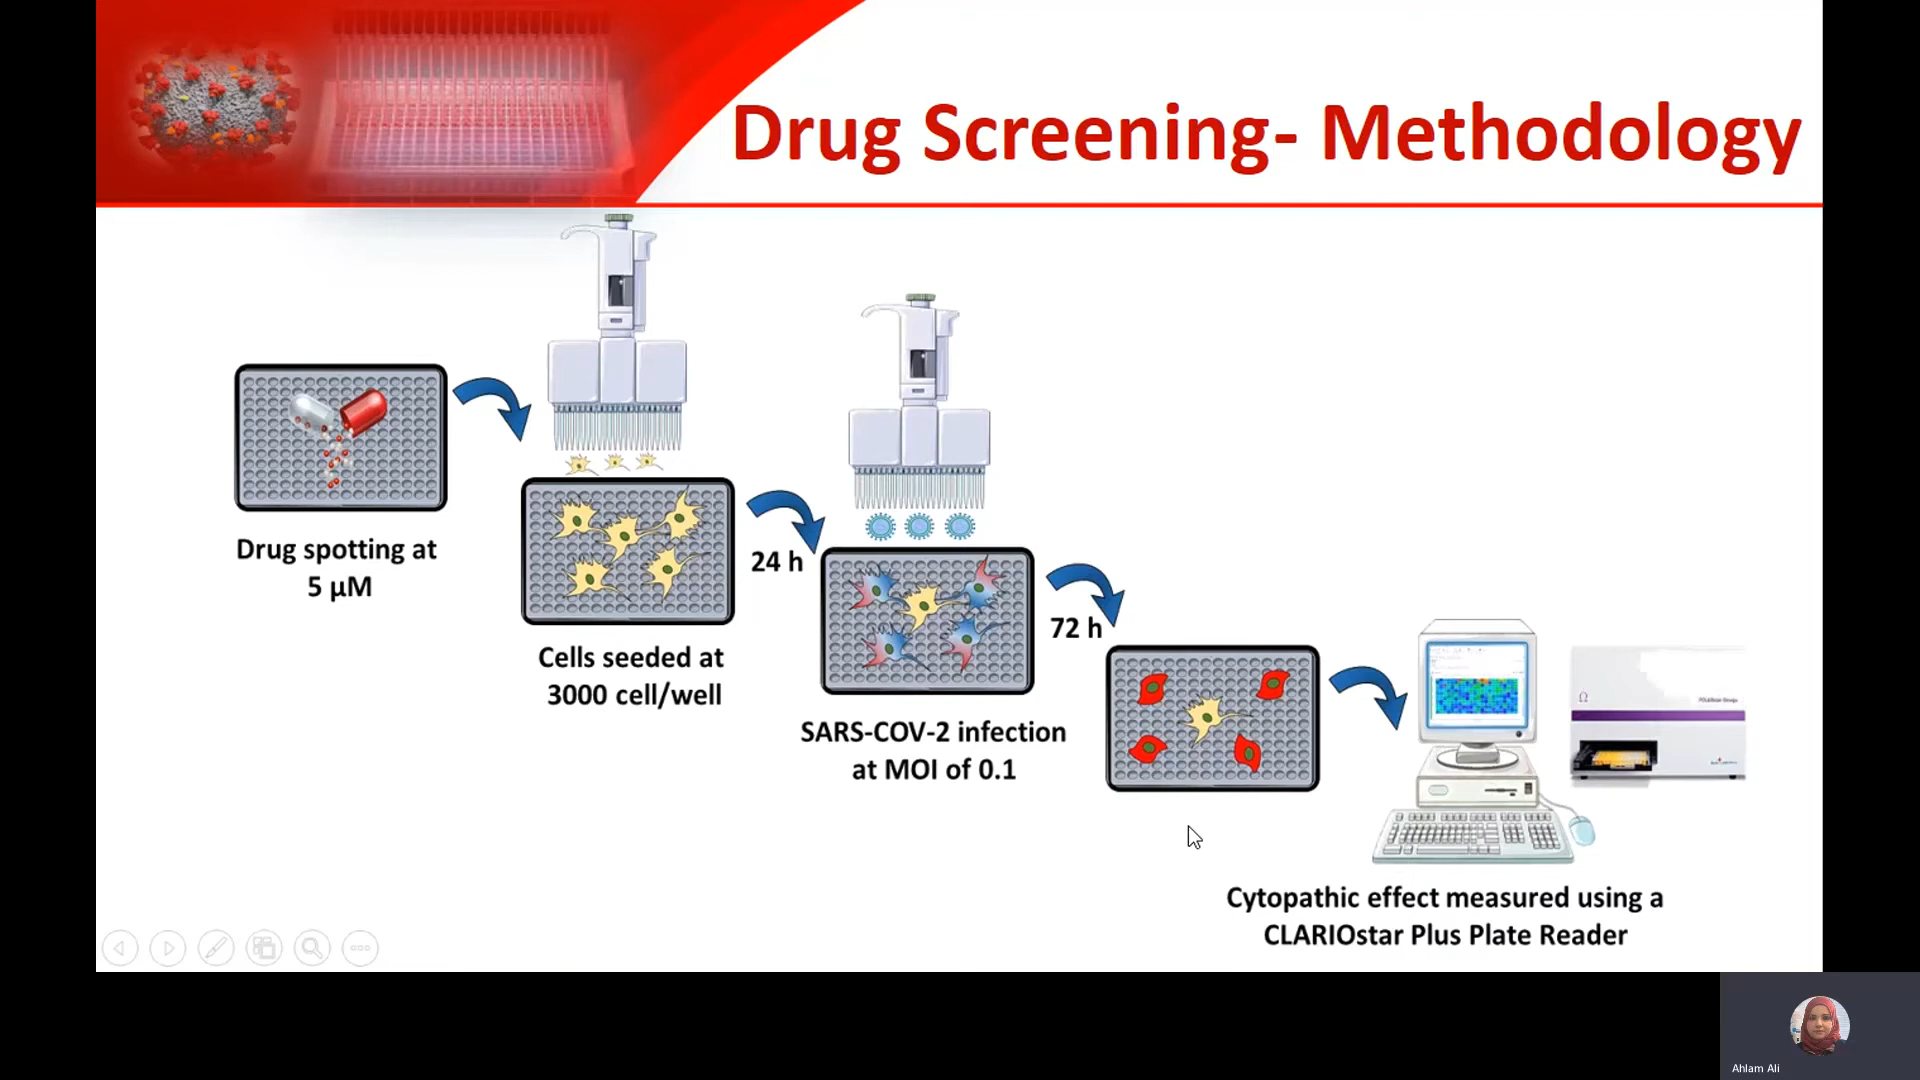 Drug Screening- Methodology
Drug spotting at
5 µM
Cells seeded at
3000 cell/well
24 h
SARS-COV-2 infection
at MOI of 0.1
72 h
Cytopathic effect measured using a
CLARIOstar Plus Plate Reader
Ahlam Ali